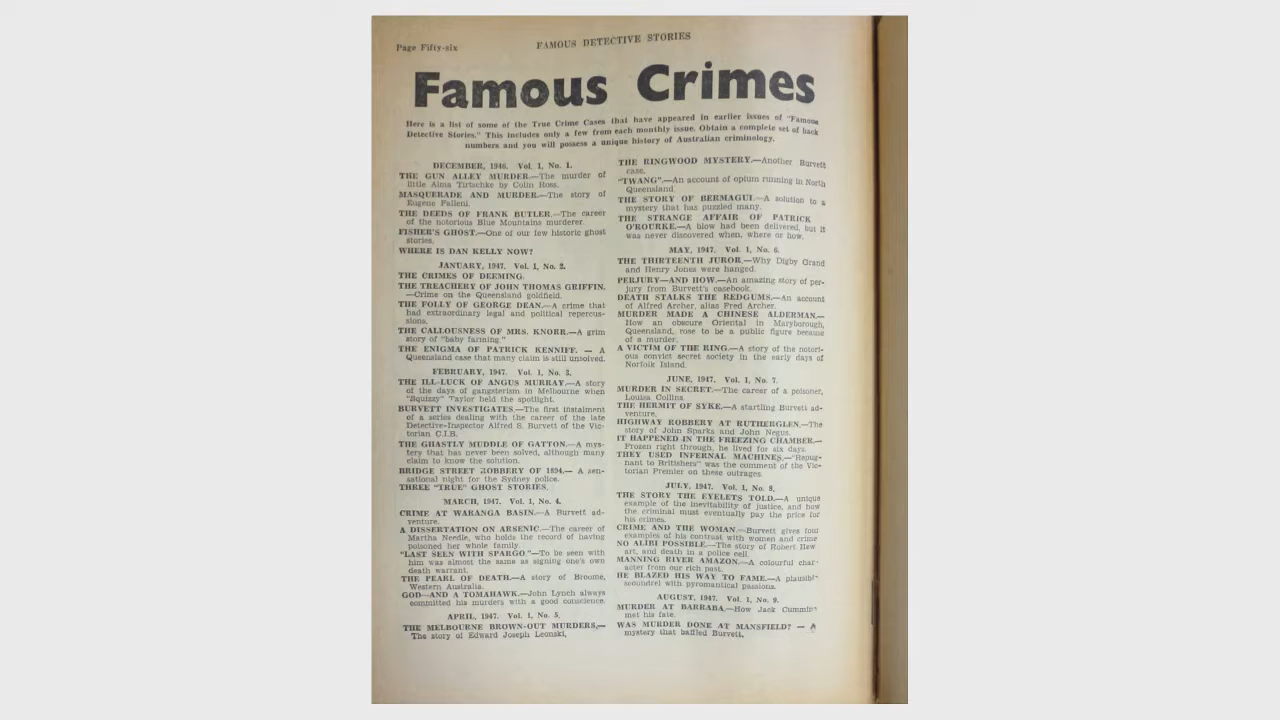 Page Fifty-six
FAMOUS DETECTIVE STORIES
Famous Crimes
Here is a list of some of the True Crime Cases that have appeared in earlier issues of "Famous
Detective Stories." This includes only a few from each monthly issue. Obtain a complete set of back
numbers and you will possess a unique history of Australian criminology.
DECEMBER, 1946. Vol. 1, No. 1.
THE GUN ALLEY MURDER.—The murder of
little Alma Tirtschke by Colin Ross.
MASQUERADE AND MURDER.—The story of
Eugene Falleni.
THE DEEDS OF FRANK BUTLER.—The career
of the notorious Blue Mountains murderer.
FISHER'S GHOST.—One of our few historic ghost
stories.
WHERE IS DAN KELLY NOW?
JANUARY, 1947. Vol. 1, No. 2.
THE CRIMES OF DEEMING.
THE TREACHERY OF JOHN THOMAS GRIFFIN.
—Crime on the Queensland goldfield.
THE FOLLY OF GEORGE DEAN.—A crime that
had extraordinary legal and political repercus-
sions.
THE CALLOUSNESS OF MRS. KNORR.—A grim
story of "baby farming"
THE ENIGMA OF PATRICK KENNIFF. — A
Queensland case that many claim is still unsolved.
FEBRUARY, 1947. Vol. 1, No. 3.
THE ILL-LUCK OF ANGUS MURRAY.—A story
of the days of gangsterism in Melbourne when
"Squizzy" Taylor held the spotlight.
BURVETT INVESTIGATES.—The first instalment
of a series dealing with the career of the late
Detective-Inspector Alfred S. Burvett of the Vic-
torian C.I.B.
THE GHASTLY MUDDLE OF GATTON.—A mys-
tery that has never been solved, although many
claim to know the solution.
BRIDGE STREET ROBBERY OF 1894.— A sen-
sational night for the Sydney police.
THREE "TRUE" GHOST STORIES.
MARCH, 1947. Vol. 1, No. 4.
CRIME AT WARANGA BASIN.—A Burvett ad-
venture.
A DISSERTATION ON ARSENIC.—The career of
Martha Needle, who holds the record of having
poisoned her whole family.
"LAST SEEN WITH SPARGO"—To be seen with
him was almost the same as signing one's own
death warrant.
THE PEARL OF DEATH.—A story of Broome,
Western Australia.
GOD—AND A TOMAHAWK.—John Lynch always
committed his murders with a good conscience.
APRIL, 1947. Vol. 1, No. 5.
THE MELBOURNE BROWN-OUT MURDERS.—
The story of Edward Joseph Leonski.
THE RINGWOOD MYSTERY.—Another Burvett
case.
"TWANG".—An account of opium running in North
Queensland
THE STORY OF BERMAGUI.—A solution to a
mystery that has puzzled many.
THE STRANGE AFFAIR OF PATRICK
O'ROURKE.—A blow had been delivered, but it
was never discovered when, where or how.
MAY, 1947. Vol. 1, No. 6.
THE THIRTEENTH JUROR.—Why Digby Grand
and Henry Jones were hanged.
PERJURY—AND HOW.—An amazing story of per-
jury from Burvett's casebook.
DEATH STALKS THE REDGUMS.—An account
of Alfred Archer, alias Fred Archer.
MURDER MADE A CHINESE ALDERMAN.—
How an obscure Oriental in Maryborough,
Queensland, rose to be a public figure because
of a murder.
A VICTIM OF THE RING.—A story of the notori-
ous convict secret society in the early days of
Norfolk Island.
JUNE, 1947. Vol. 1, No. 7.
MURDER IN SECRET.—The career of a poisoner,
Louisa Collins.
THE HERMIT OF SYKE.—A startling Burvett ad-
venture.
HIGHWAY ROBBERY AT RUTHERGLEN.—The
story of John Sparks and John Negus.
IT HAPPENED IN THE FREEZING CHAMBER.—
Frozen right through, he lived for six days.
THEY USED INFERNAL MACHINES.—"Repug-
nant to Britishers" was the comment of the Vic-
torian Premier on these outrages.
JULY, 1947. Vol. 1, No. 8.
THE STORY THE EYELETS TOLD.—A unique
example of the inevitability of justice, and how
the criminal must eventually pay the price for
his crimes.
CRIME AND THE WOMAN.—Burvett gives four
examples of his contrast with women and crime
NO ALIBI POSSIBLE.—The story of Robert Hew
art, and death in a police cell.
MANNING RIVER AMAZON.—A colourful char-
acter from our rich past.
HE BLAZED HIS WAY TO FAME.—A plausible
scoundrel with pyromantical passions.
AUGUST, 1947. Vol. 1, No. 9.
MURDER AT BARRABA.—How Jack Cummins
met his fate.
WAS MURDER DONE AT MANSFIELD? — A
mystery that baffled Burvett.